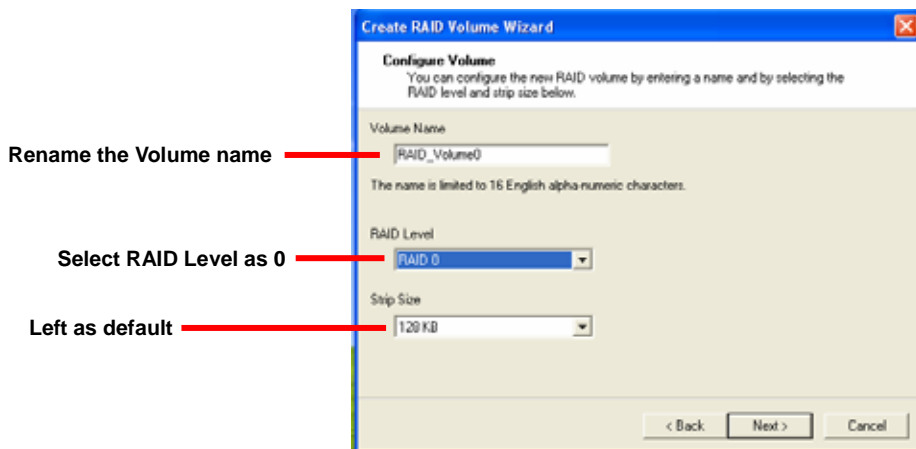 Create RAID Volume Wizard
Configure Volume
You can configure the new RAID volume by entering a name and by selecting the
RAID level and strip size below.
Volume Name
Rename the Volume name
RAID_Volume0
The name is limited to 16 English alpha-numeric characters.
RAID Level
Select RAID Level as 0
RAID 0
Strip Size
Left as default
128 KB
< Back
Next >
Cancel